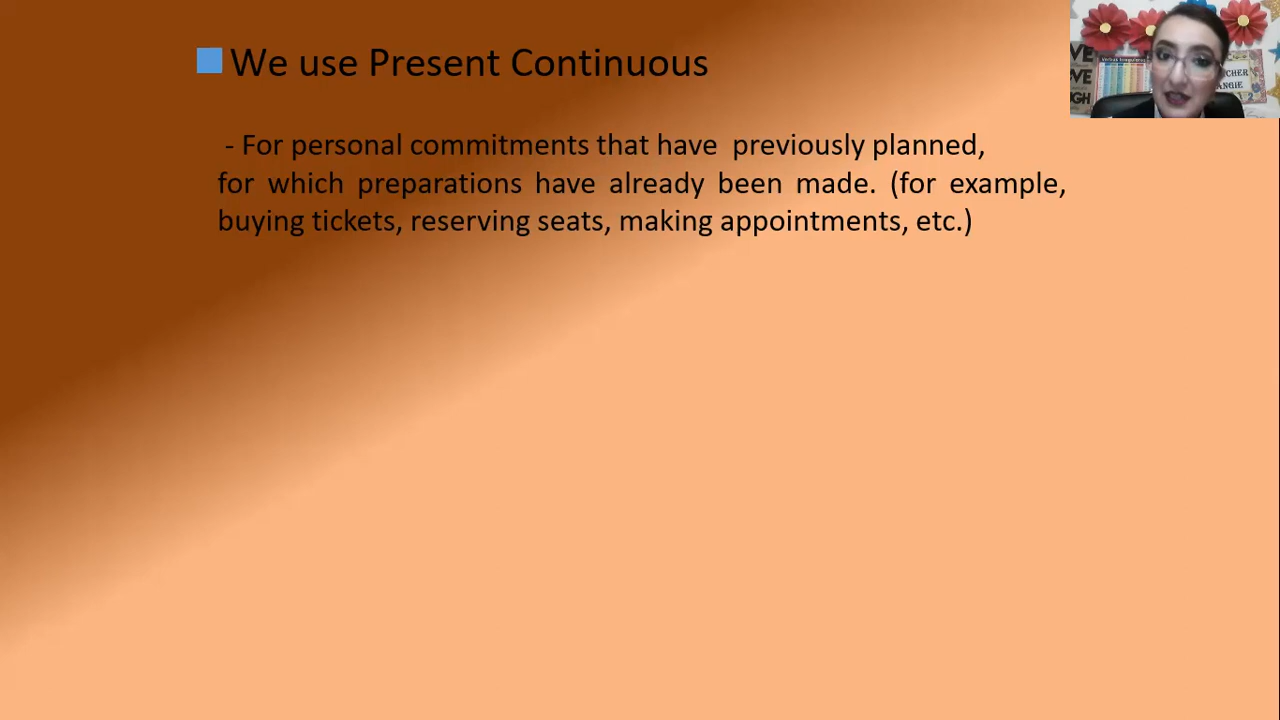 We use Present Continuous
- For personal commitments that have previously planned,
for which preparations have already been made. (for example,
buying tickets, reserving seats, making appointments, etc.)
ANGIE